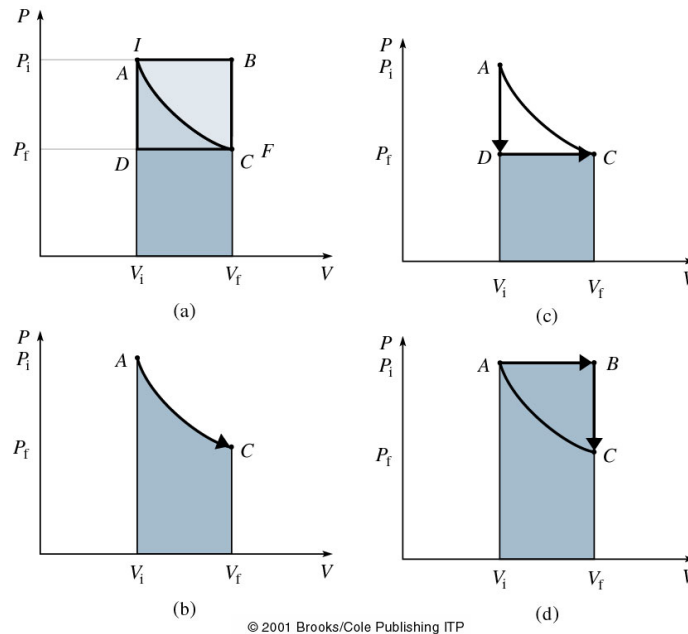 P
I
P_i
A
B
P_f
D
C
F
V_i
V_f
V
(a)
P
P_i
A
P_f
D
C
V_i
V_f
V
(c)
P
P_i
A
P_f
C
V_i
V_f
V
(b)
P
P_i
A
B
P_f
C
V_i
V_f
V
(d)
© 2001 Brooks/Cole Publishing ITP